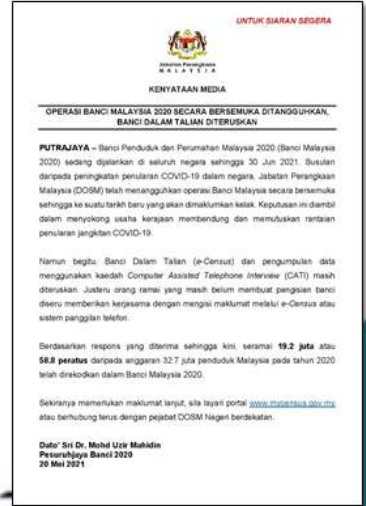 UNTUK SIARAN SEGERA
Jabatan Perangkaan
MALAYSIA
KENYATAAN MEDIA
OPERASI BANCI MALAYSIA 2020 SECARA BERSEMUKA DITANGGUHKAN,
BANCI DALAM TALIAN DITERUSKAN
PUTRAJAYA – Banci Penduduk dan Perumahan Malaysia 2020 (Banci Malaysia
2020) sedang dijalankan di seluruh negara sehingga 30 Jun 2021. Susulan
daripada peningkatan penularan COVID-19 dalam negara, Jabatan Perangkaan
Malaysia (DOSM) telah menangguhkan operasi Banci Malaysia secara bersemuka
sehingga ke suatu tarikh baru yang akan dimaklumkan kelak. Keputusan ini diambil
dalam menyokong usaha kerajaan membendung dan memutuskan rantaian
penularan jangkitan COVID-19.
Namun begitu, Banci Dalam Talian (e-Census) dan pengumpulan data
menggunakan kaedah Computer Assisted Telephone Interview (CATI) masih
diteruskan. Justeru orang ramai yang masih belum membuat pengisian banci
diseru memberikan kerjasama dengan mengisi maklumat melalui e-Census atau
sistem panggilan telefon.
Berdasarkan respons yang diterima sehingga kini, seramai 19.2 juta atau
58.8 peratus daripada anggaran 32.7 juta penduduk Malaysia pada tahun 2020
telah direkodkan dalam Banci Malaysia 2020.
Sekiranya memerlukan maklumat lanjut, sila layari portal www.mycensus.gov.my
atau berhubung terus dengan pejabat DOSM Negeri berdekatan.
Dato' Sri Dr. Mohd Uzir Mahidin
Pesuruhjaya Banci 2020
20 Mei 2021